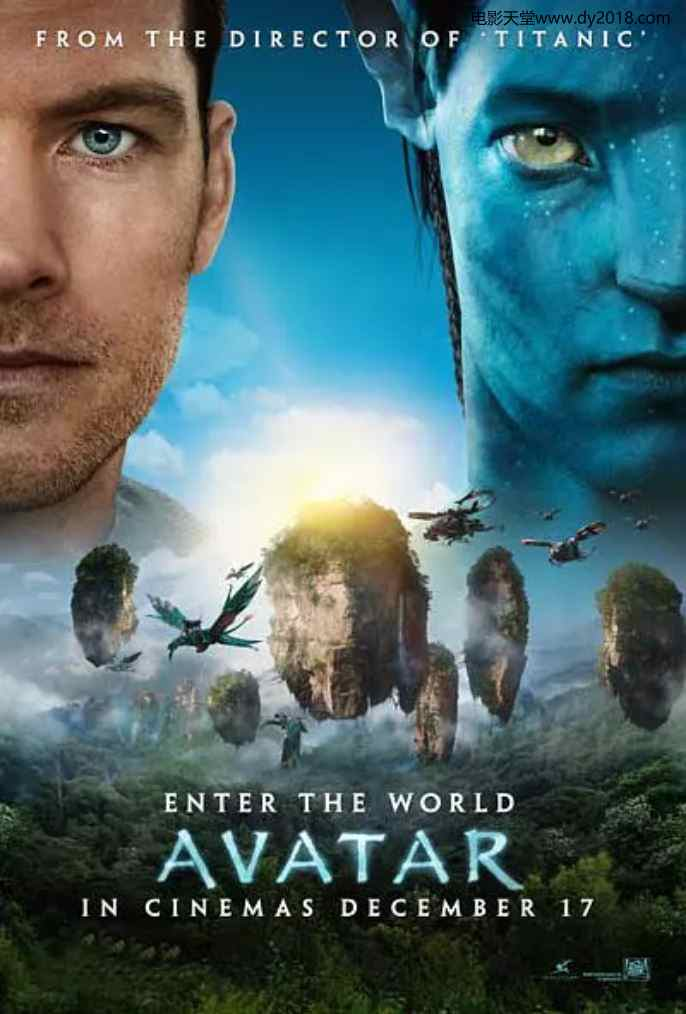 电影天堂www.dy2018.com
FROM THE DIRECTOR OF 'TITANIC'
ENTER THE WORLD
AVATAR
IN CINEMAS DECEMBER 17